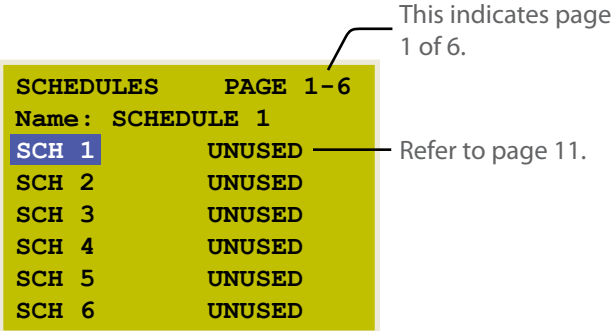 This indicates page
1 of 6.
SCHEDULES PAGE 1-6
Name: SCHEDULE 1
SCH 1 UNUSED
Refer to page 11.
SCH 2 UNUSED
SCH 3 UNUSED
SCH 4 UNUSED
SCH 5 UNUSED
SCH 6 UNUSED